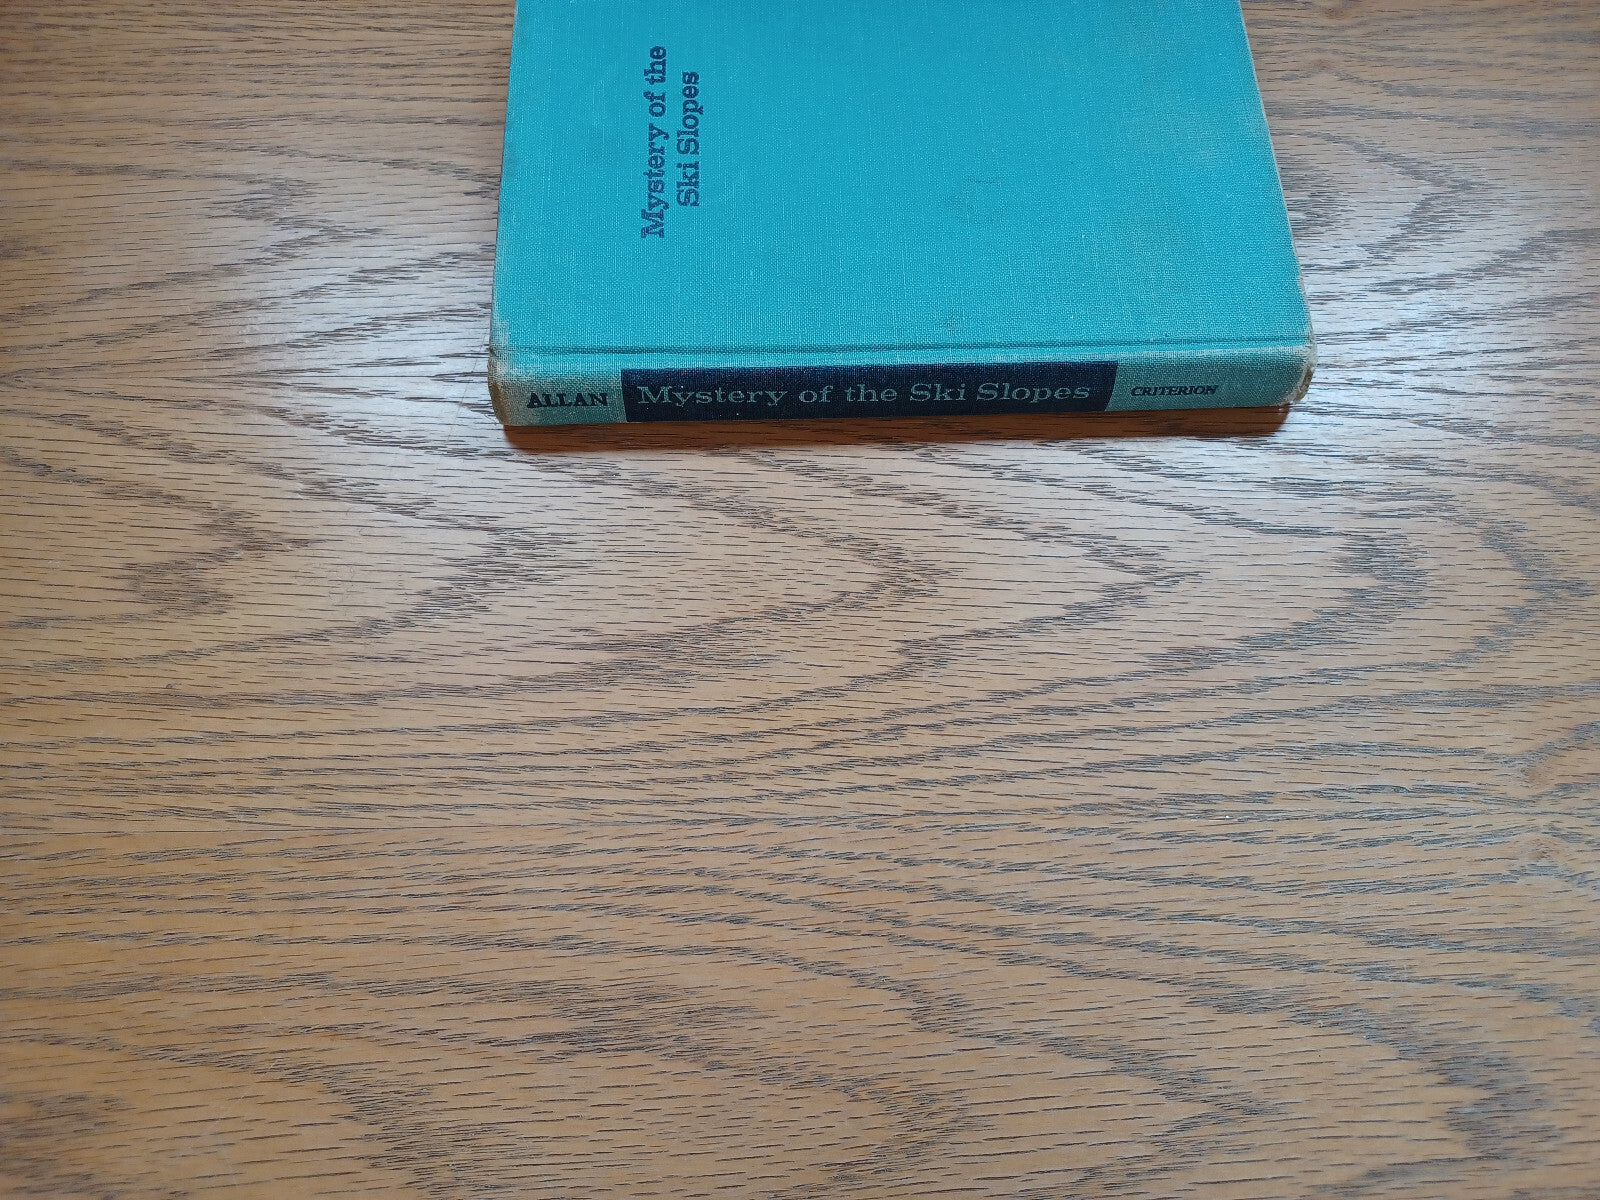 Mystery of the
Ski Slopes
ALLAN
Mystery of the Ski Slopes
CRITERION